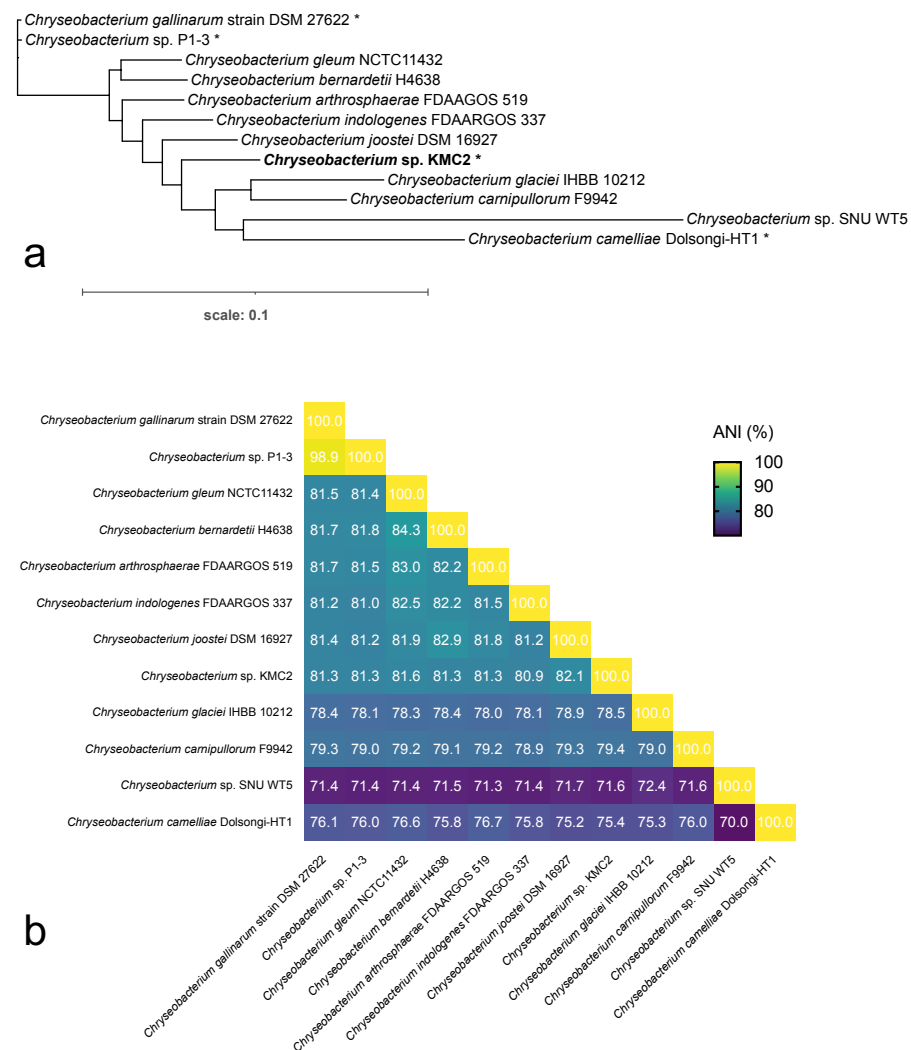 Chryseobacterium gallinarum strain DSM 27622 *
Chryseobacterium sp. P1-3 *
Chryseobacterium gleum NCTC11432
Chryseobacterium bernardetii H4638
Chryseobacterium arthrosphaerae FDAAGOS 519
Chryseobacterium indologenes FDAARGOS 337
Chryseobacterium joostei DSM 16927
Chryseobacterium sp. KMC2 *
Chryseobacterium glaciei IHBB 10212
Chryseobacterium carnipullorum F9942
Chryseobacterium sp. SNU WT5
Chryseobacterium camelliae Dolsongi-HT1 *
a
scale: 0.1
ANI (%)
100
90
80
Chryseobacterium gallinarum strain DSM 27622 100.0
Chryseobacterium sp. P1-3 98.9 100.0
Chryseobacterium gleum NCTC11432 81.5 81.4 100.0
Chryseobacterium bernardetii H4638 81.7 81.8 84.3 100.0
Chryseobacterium arthrosphaerae FDAARGOS 519 81.7 81.5 83.0 82.2 100.0
Chryseobacterium indologenes FDAARGOS 337 81.2 81.0 82.5 82.2 81.5 100.0
Chryseobacterium joostei DSM 16927 81.4 81.2 81.9 82.9 81.8 81.2 100.0
Chryseobacterium sp. KMC2 81.3 81.3 81.6 81.3 81.3 80.9 82.1 100.0
Chryseobacterium glaciei IHBB 10212 78.4 78.1 78.3 78.4 78.0 78.1 78.9 78.5 100.0
Chryseobacterium carnipullorum F9942 79.3 79.0 79.2 79.1 79.2 78.9 79.3 79.4 79.0 100.0
Chryseobacterium sp. SNU WT5 71.4 71.4 71.4 71.5 71.3 71.4 71.7 71.6 72.4 71.6 100.0
Chryseobacterium camelliae Dolsongi-HT1 76.1 76.0 76.6 75.8 76.7 75.8 75.2 75.4 75.3 76.0 70.0 100.0
Chryseobacterium gallinarum strain DSM 27622
Chryseobacterium sp. P1-3
Chryseobacterium gleum NCTC11432
Chryseobacterium bernardetii H4638
Chryseobacterium arthrosphaerae FDAARGOS 519
Chryseobacterium indologenes FDAARGOS 337
Chryseobacterium joostei DSM 16927
Chryseobacterium sp. KMC2
Chryseobacterium glaciei IHBB 10212
Chryseobacterium carnipullorum F9942
Chryseobacterium sp. SNU WT5
Chryseobacterium camelliae Dolsongi-HT1
b